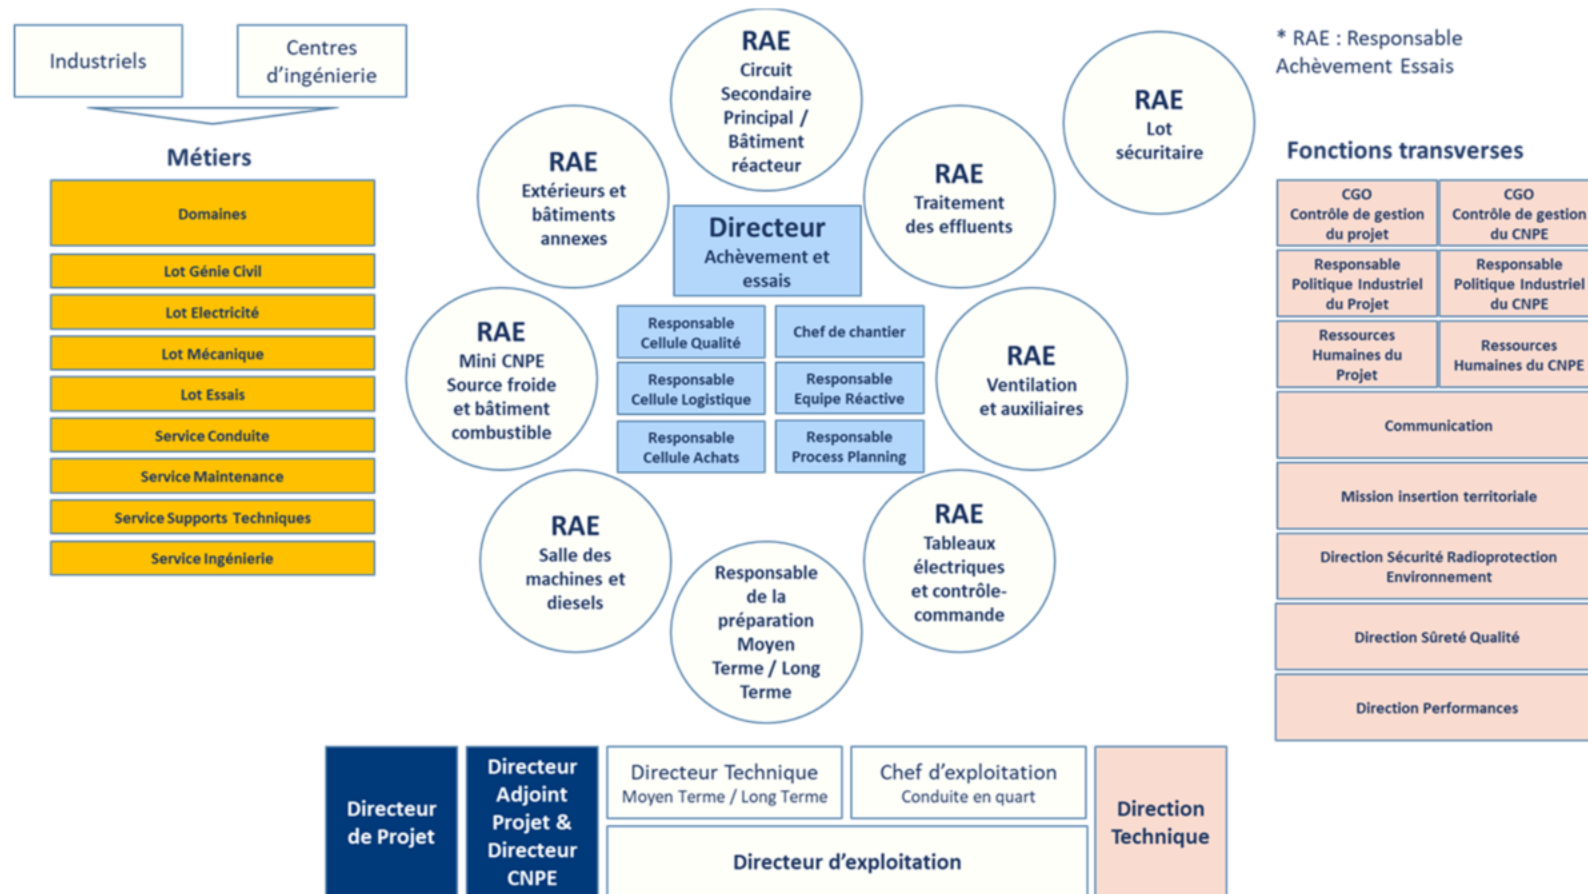 Industriels
Centres
d'ingénierie
Métiers
Domaines
Lot Génie Civil
Lot Electricité
Lot Mécanique
Lot Essais
Service Conduite
Service Maintenance
Service Supports Techniques
Service Ingénierie
RAE
Circuit
Secondaire
Principal /
Bâtiment
réacteur
RAE
Extérieurs et
bâtiments
annexes
RAE
Traitement
des effluents
RAE
Lot
sécuritaire
Directeur
Achèvement et
essais
Responsable
Cellule Qualité
Chef de chantier
Responsable
Cellule Logistique
Responsable
Equipe Réactive
Responsable
Cellule Achats
Responsable
Process Planning
RAE
Mini CNPE
Source froide
et bâtiment
combustible
RAE
Ventilation
et auxiliaires
RAE
Salle des
machines et
diesels
Responsable
de la
préparation
Moyen
Terme / Long
Terme
RAE
Tableaux
électriques
et contrôle-
commande
* RAE : Responsable
Achèvement Essais
Fonctions transverses
CGO
Contrôle de gestion
du projet
CGO
Contrôle de gestion
du CNPE
Responsable
Politique Industriel
du Projet
Responsable
Politique Industriel
du CNPE
Ressources
Humaines du
Projet
Ressources
Humaines du CNPE
Communication
Mission insertion territoriale
Direction Sécurité Radioprotection
Environnement
Direction Sûreté Qualité
Direction Performances
Directeur
de Projet
Directeur
Adjoint
Projet &
Directeur
CNPE
Directeur Technique
Moyen Terme / Long Terme
Chef d'exploitation
Conduite en quart
Directeur d'exploitation
Direction
Technique